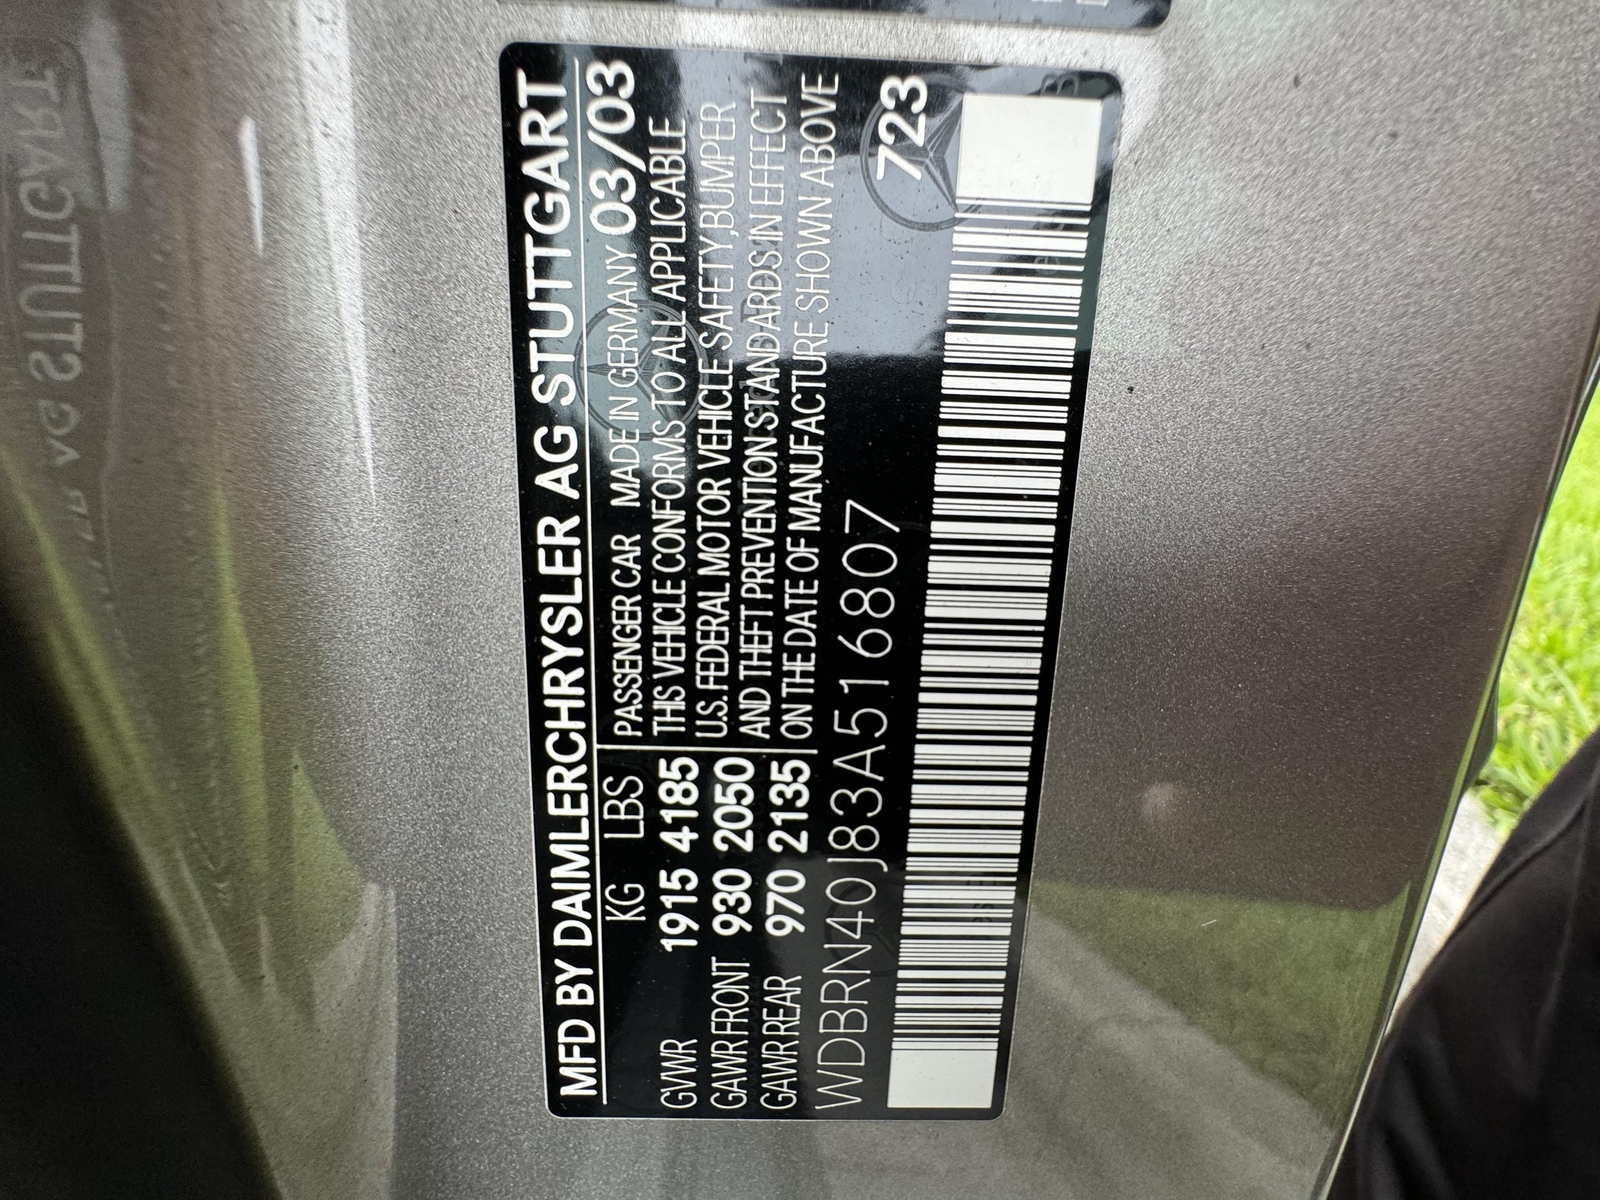 MFD BY DAIMLERCHRYSLER AG STUTTGART
KG LBS PASSENGER CAR MADE IN GERMANY 03/03
GVWR 1915 4185 THIS VEHICLE CONFORMS TO ALL APPLICABLE
GAWR FRONT 930 2050 U.S. FEDERAL MOTOR VEHICLE SAFETY,BUMPER
GAWR REAR 970 2135 AND THEFT PREVENTION STANDARDS IN EFFECT
ON THE DATE OF MANUFACTURE SHOWN ABOVE
WDBRN40J83A516807
723